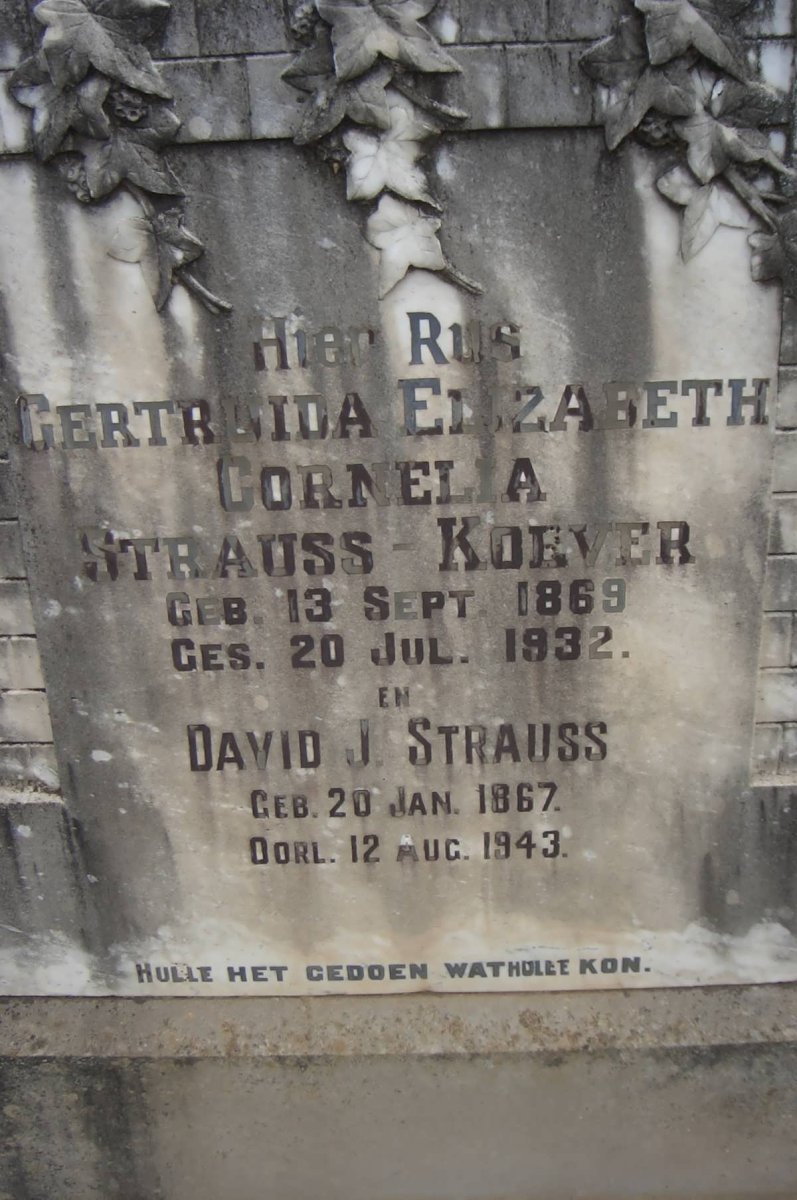 Hier Rus
GERTRUIDA ELIZABETH
CORNELIA
STRAUSS - KOEVER
GEB. 13 SEPT. 1869
GES. 20 JUL. 1932.
EN
DAVID J. STRAUSS
GEB. 20 JAN. 1867.
OORL. 12 AUG. 1943.
HULLE HET GEDOEN WAT HULLE KON.